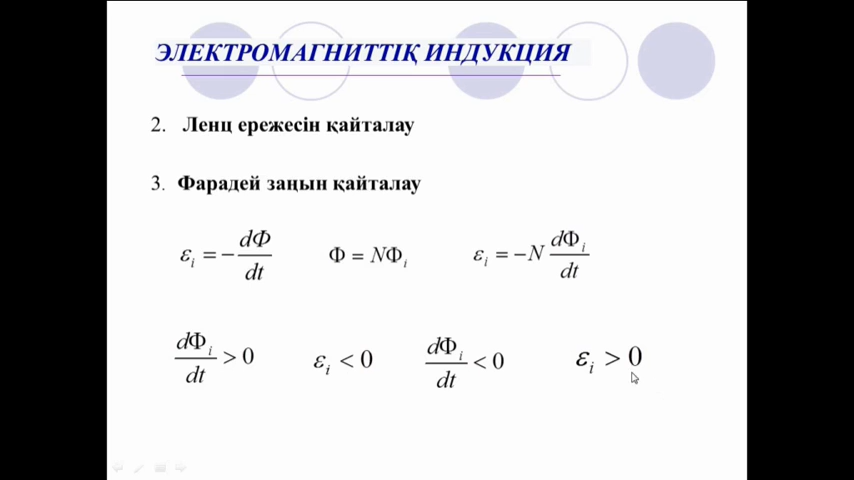 ЭЛЕКТРОМАГНИТТІҚ ИНДУКЦИЯ
2. Ленц ережесін қайталау
3. Фарадей заңын қайталау
εᵢ = − dΦ/dt Φ = NΦᵢ εᵢ = −N dΦᵢ/dt
dΦᵢ/dt > 0 εᵢ < 0 dΦᵢ/dt < 0 εᵢ > 0